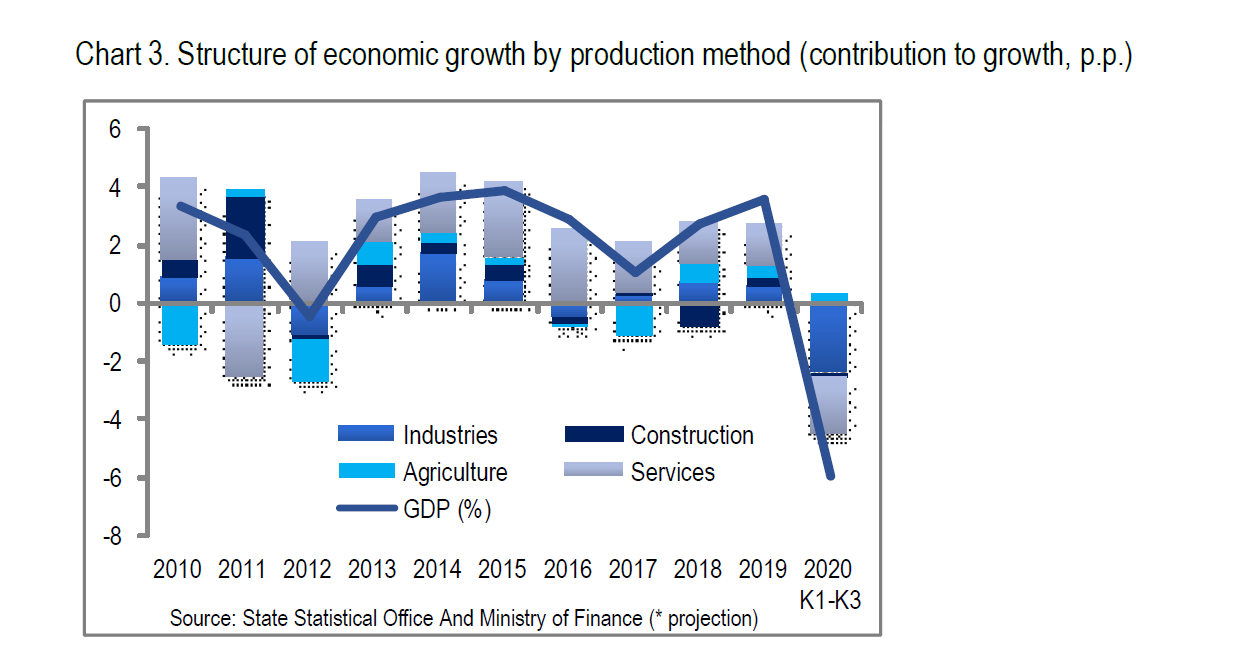 Chart 3. Structure of economic growth by production method (contribution to growth, p.p.)
6
4
2
0
-2
-4
-6
-8
Industries
Construction
Agriculture
Services
GDP (%)
2010 2011 2012 2013 2014 2015 2016 2017 2018 2019 2020
K1-K3
Source: State Statistical Office And Ministry of Finance (* projection)